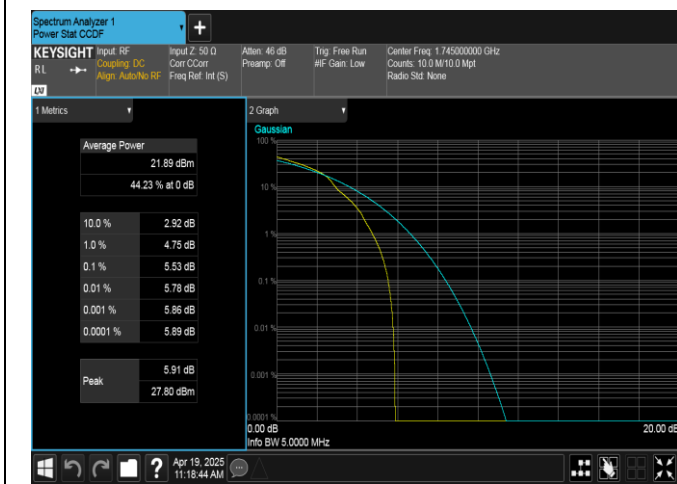 Spectrum Analyzer 1
Power Stat CCDF
KEYSIGHT
RL
LXI
Input: RF
Coupling: DC
Align: Auto/No RF
Input Z: 50 Ω
Corr CCorr
Freq Ref: Int (S)
Atten: 46 dB
Preamp: Off
Trig: Free Run
#IF Gain: Low
Center Freq: 1.745000000 GHz
Counts: 10.0 M/10.0 Mpt
Radio Std: None
1 Metrics
Average Power
21.89 dBm
44.23 % at 0 dB
10.0 % 2.92 dB
1.0 % 4.75 dB
0.1 % 5.53 dB
0.01 % 5.78 dB
0.001 % 5.86 dB
0.0001 % 5.89 dB
Peak
5.91 dB
27.80 dBm
2 Graph
Gaussian
100 %
10 %
1 %
0.1 %
0.01 %
0.001 %
0.0001 %
0.00 dB 20.00 dB
Info BW 5.0000 MHz
?
Apr 19, 2025
11:18:44 AM